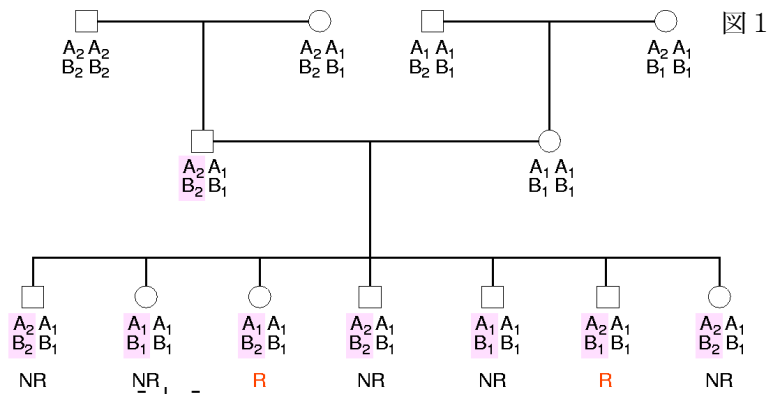 図1
A₂ A₂ A₂ A₁ A₁ A₁ A₂ A₁
B₂ B₂ B₂ B₁ B₂ B₁ B₁ B₁
A₂ A₁ A₁ A₁
B₂ B₁ B₁ B₁
A₂ A₁ A₁ A₁ A₁ A₁ A₂ A₁ A₁ A₁ A₂ A₁ A₂ A₁
B₂ B₁ B₁ B₁ B₂ B₁ B₂ B₁ B₁ B₁ B₁ B₁ B₂ B₁
NR NR R NR NR R NR